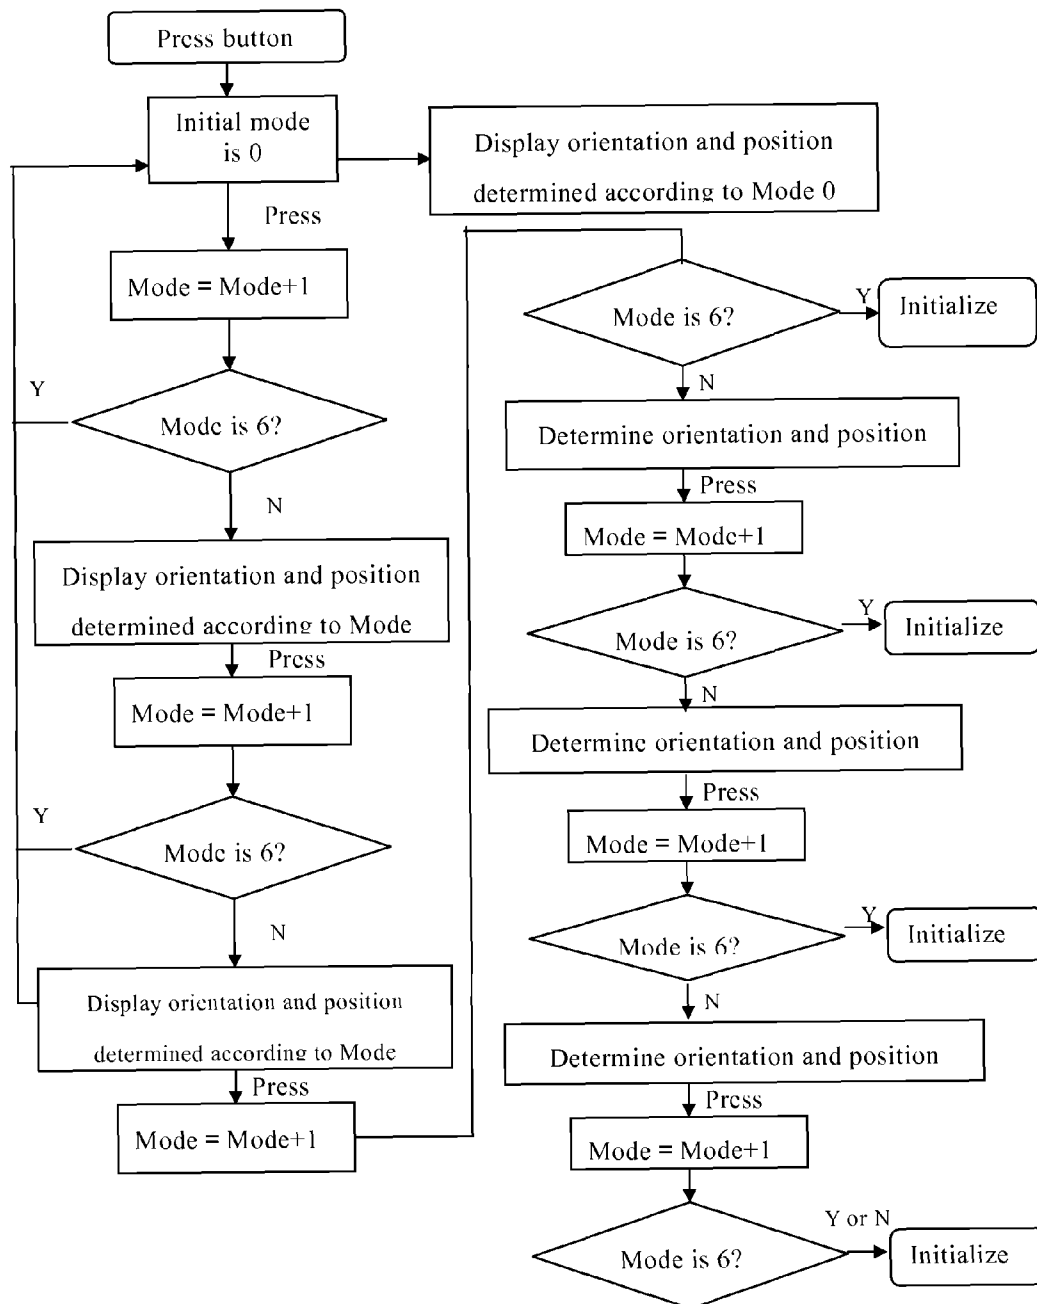 Press button
Initial mode
is 0
Display orientation and position
determined according to Mode 0
Press
Mode = Mode+1
Y
Mode is 6?
N
Display orientation and position
determined according to Mode
Press
Mode = Mode+1
Y
Mode is 6?
N
Display orientation and position
determined according to Mode
Press
Mode = Mode+1
Mode is 6?
Y
Initialize
N
Determine orientation and position
Press
Mode = Mode+1
Mode is 6?
Y
Initialize
N
Determine orientation and position
Press
Mode = Mode+1
Mode is 6?
Y
Initialize
N
Determine orientation and position
Press
Mode = Mode+1
Mode is 6?
Y or N
Initialize